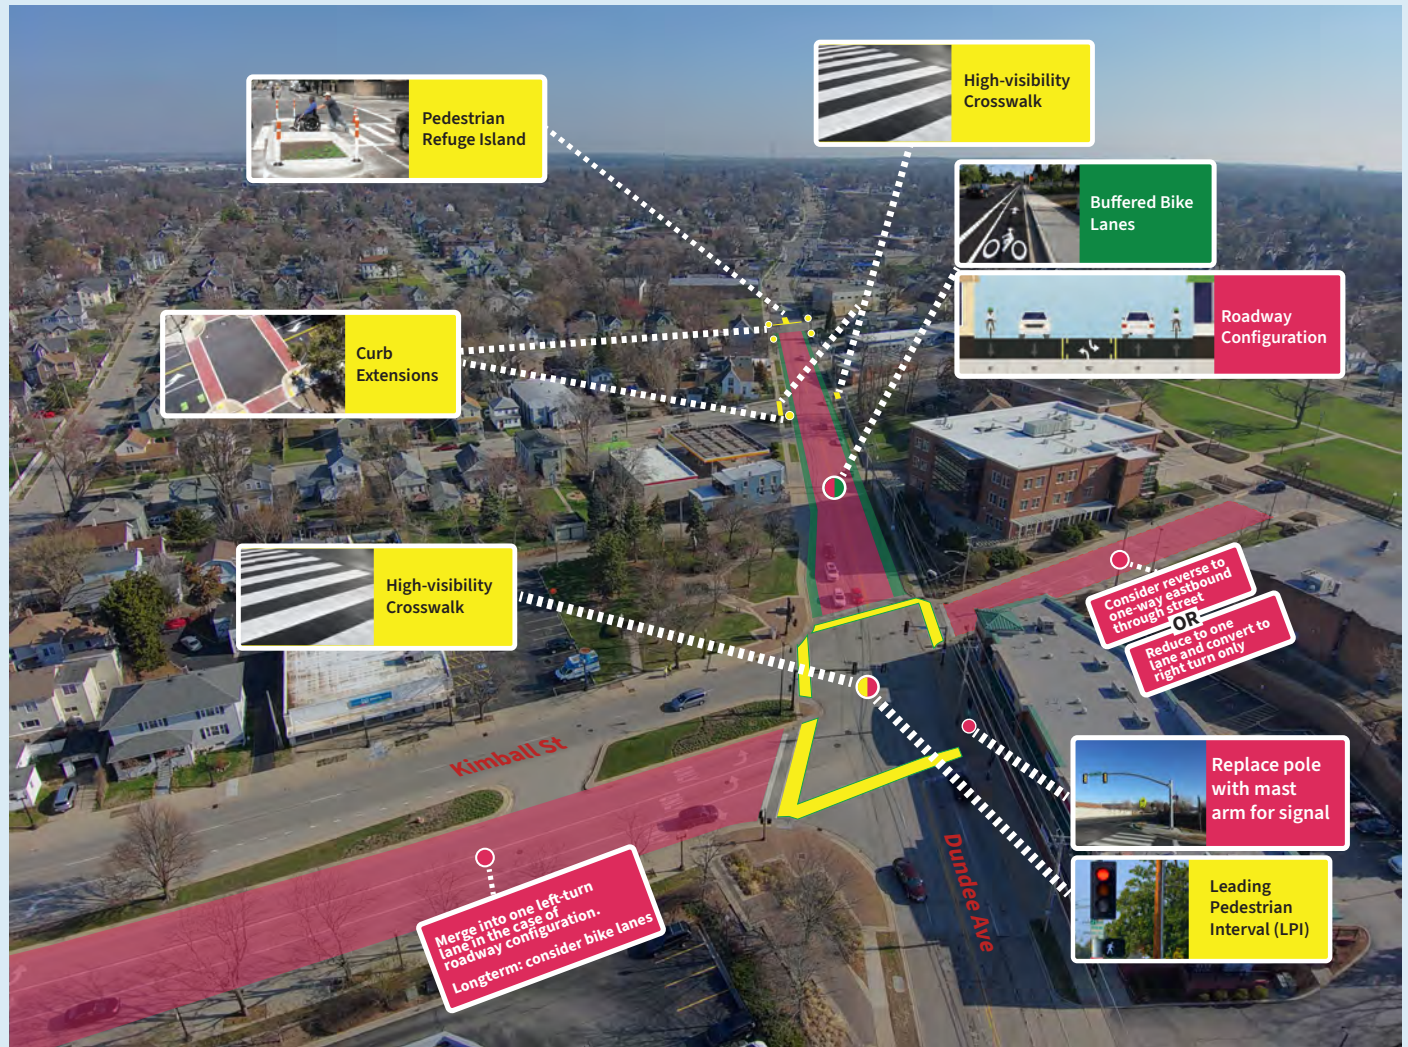 High-visibility
Crosswalk
Pedestrian
Refuge Island
Buffered Bike
Lanes
Roadway
Configuration
Curb
Extensions
High-visibility
Crosswalk
Consider reverse to
one-way eastbound
through street
OR
Reduce to one
lane and convert to
right turn only
Kimball St
Replace pole
with mast
arm for signal
Dundee Ave
Merge into one left-turn
lane in the case of
roadway configuration.
Longterm: consider bike lanes
Leading
Pedestrian
Interval (LPI)